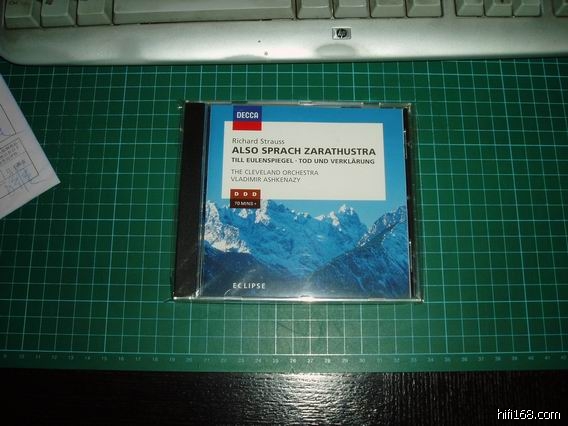 hp
DECCA
Richard Strauss
ALSO SPRACH ZARATHUSTRA
TILL EULENSPIEGEL · TOD UND VERKLÄRUNG
THE CLEVELAND ORCHESTRA
VLADIMIR ASHKENAZY
D D D
70 MINS +
ECLIPSE
hifi168.com